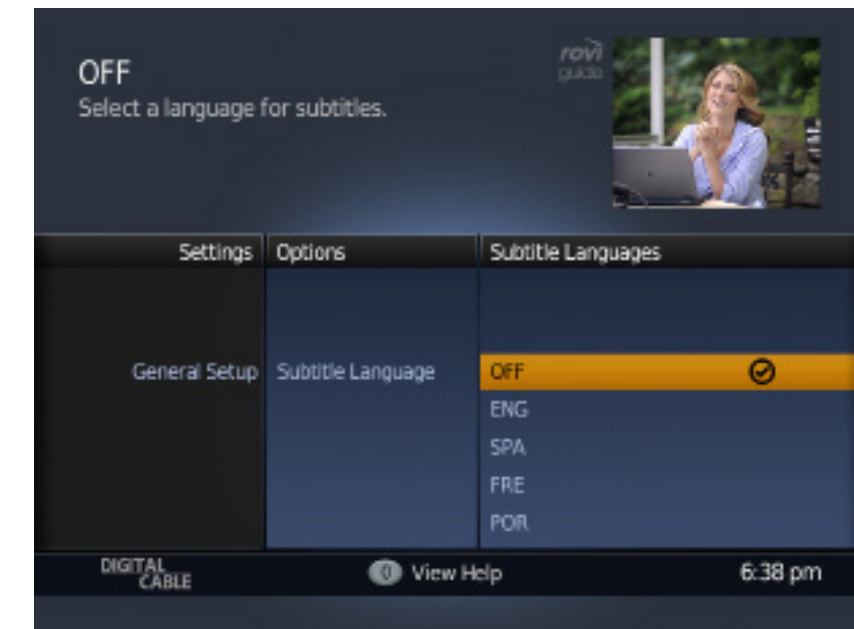 OFF
Select a language for subtitles.
rovi
guide
Settings Options Subtitle Languages
General Setup Subtitle Language OFF
ENG
SPA
FRE
POR
DIGITAL
CABLE
0 View Help
6:38 pm